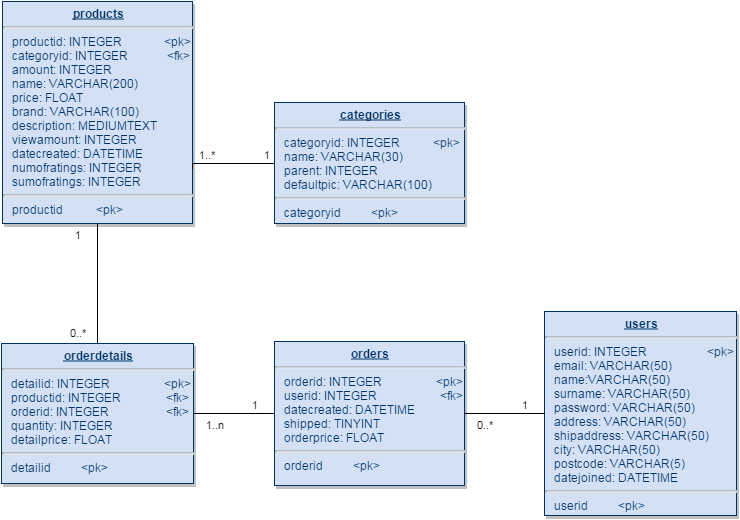 products
productid: INTEGER <pk>
categoryid: INTEGER <fk>
amount: INTEGER
name: VARCHAR(200)
price: FLOAT
brand: VARCHAR(100)
description: MEDIUMTEXT
viewamount: INTEGER
datecreated: DATETIME
numofratings: INTEGER
sumofratings: INTEGER
productid <pk>
1..*
1
categories
categoryid: INTEGER <pk>
name: VARCHAR(30)
parent: INTEGER
defaultpic: VARCHAR(100)
categoryid <pk>
1
0..*
orderdetails
detailid: INTEGER <pk>
productid: INTEGER <fk>
orderid: INTEGER <fk>
quantity: INTEGER
detailprice: FLOAT
detailid <pk>
1..n
1
orders
orderid: INTEGER <pk>
userid: INTEGER <fk>
datecreated: DATETIME
shipped: TINYINT
orderprice: FLOAT
orderid <pk>
0..*
1
users
userid: INTEGER <pk>
email: VARCHAR(50)
name:VARCHAR(50)
surname: VARCHAR(50)
password: VARCHAR(50)
address: VARCHAR(50)
shipaddress: VARCHAR(50)
city: VARCHAR(50)
postcode: VARCHAR(5)
datejoined: DATETIME
userid <pk>